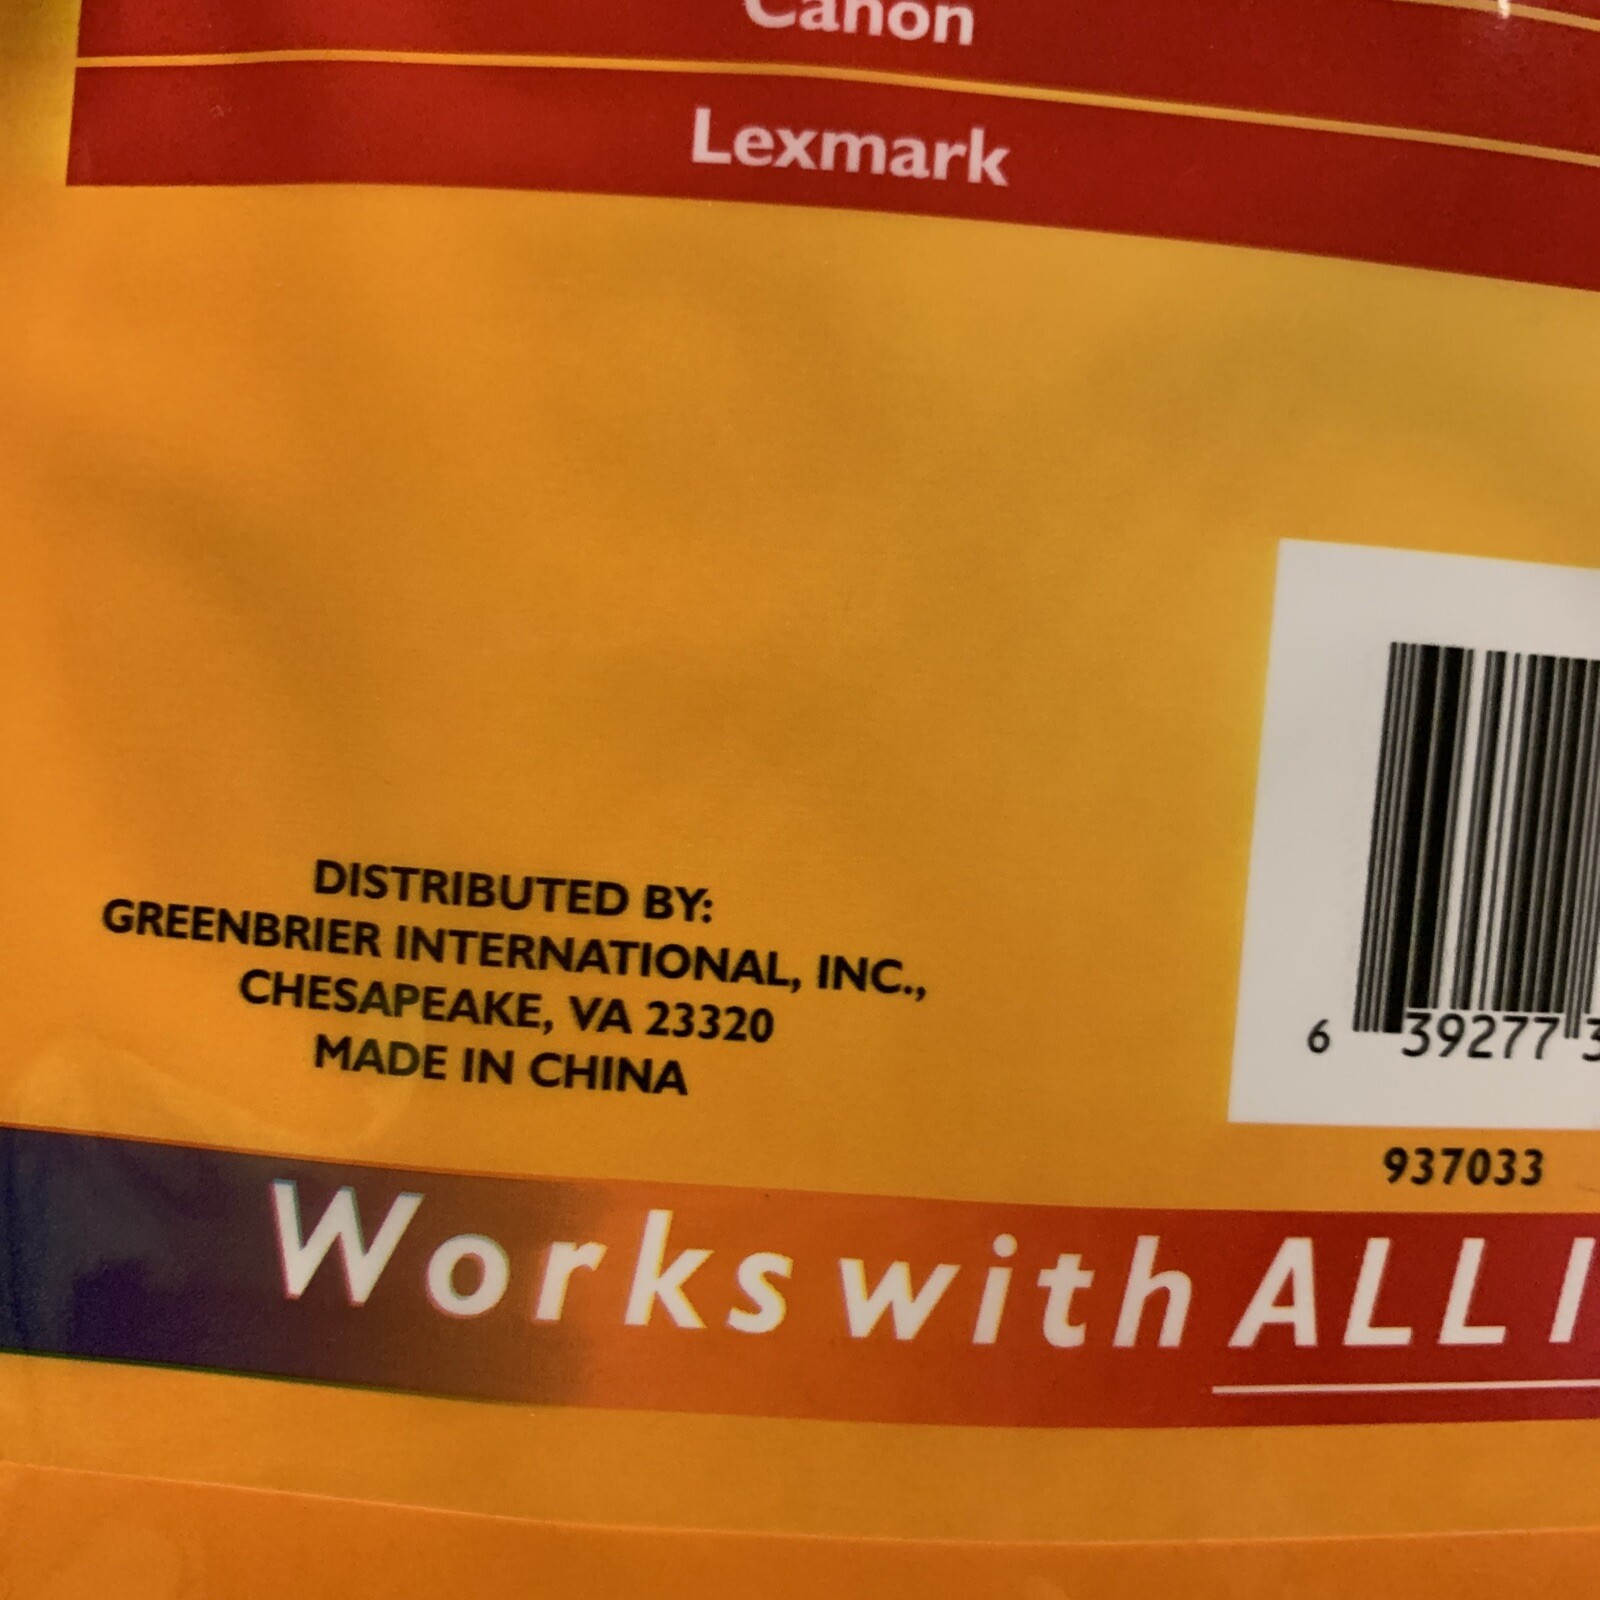 Canon
Lexmark
DISTRIBUTED BY:
GREENBRIER INTERNATIONAL, INC.,
CHESAPEAKE, VA 23320
MADE IN CHINA
6 39277 3
937033
Works with ALL I